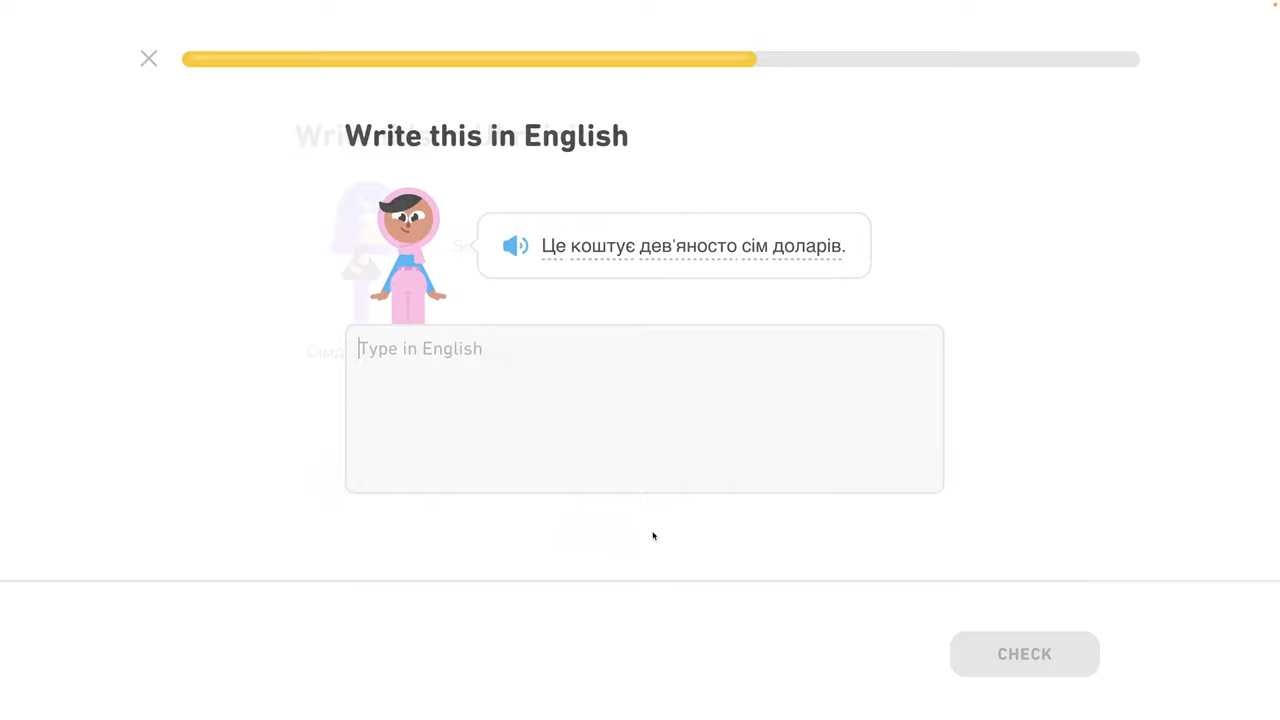 Write this in English
Це коштує дев'яносто сім доларів.
Type in English
CHECK